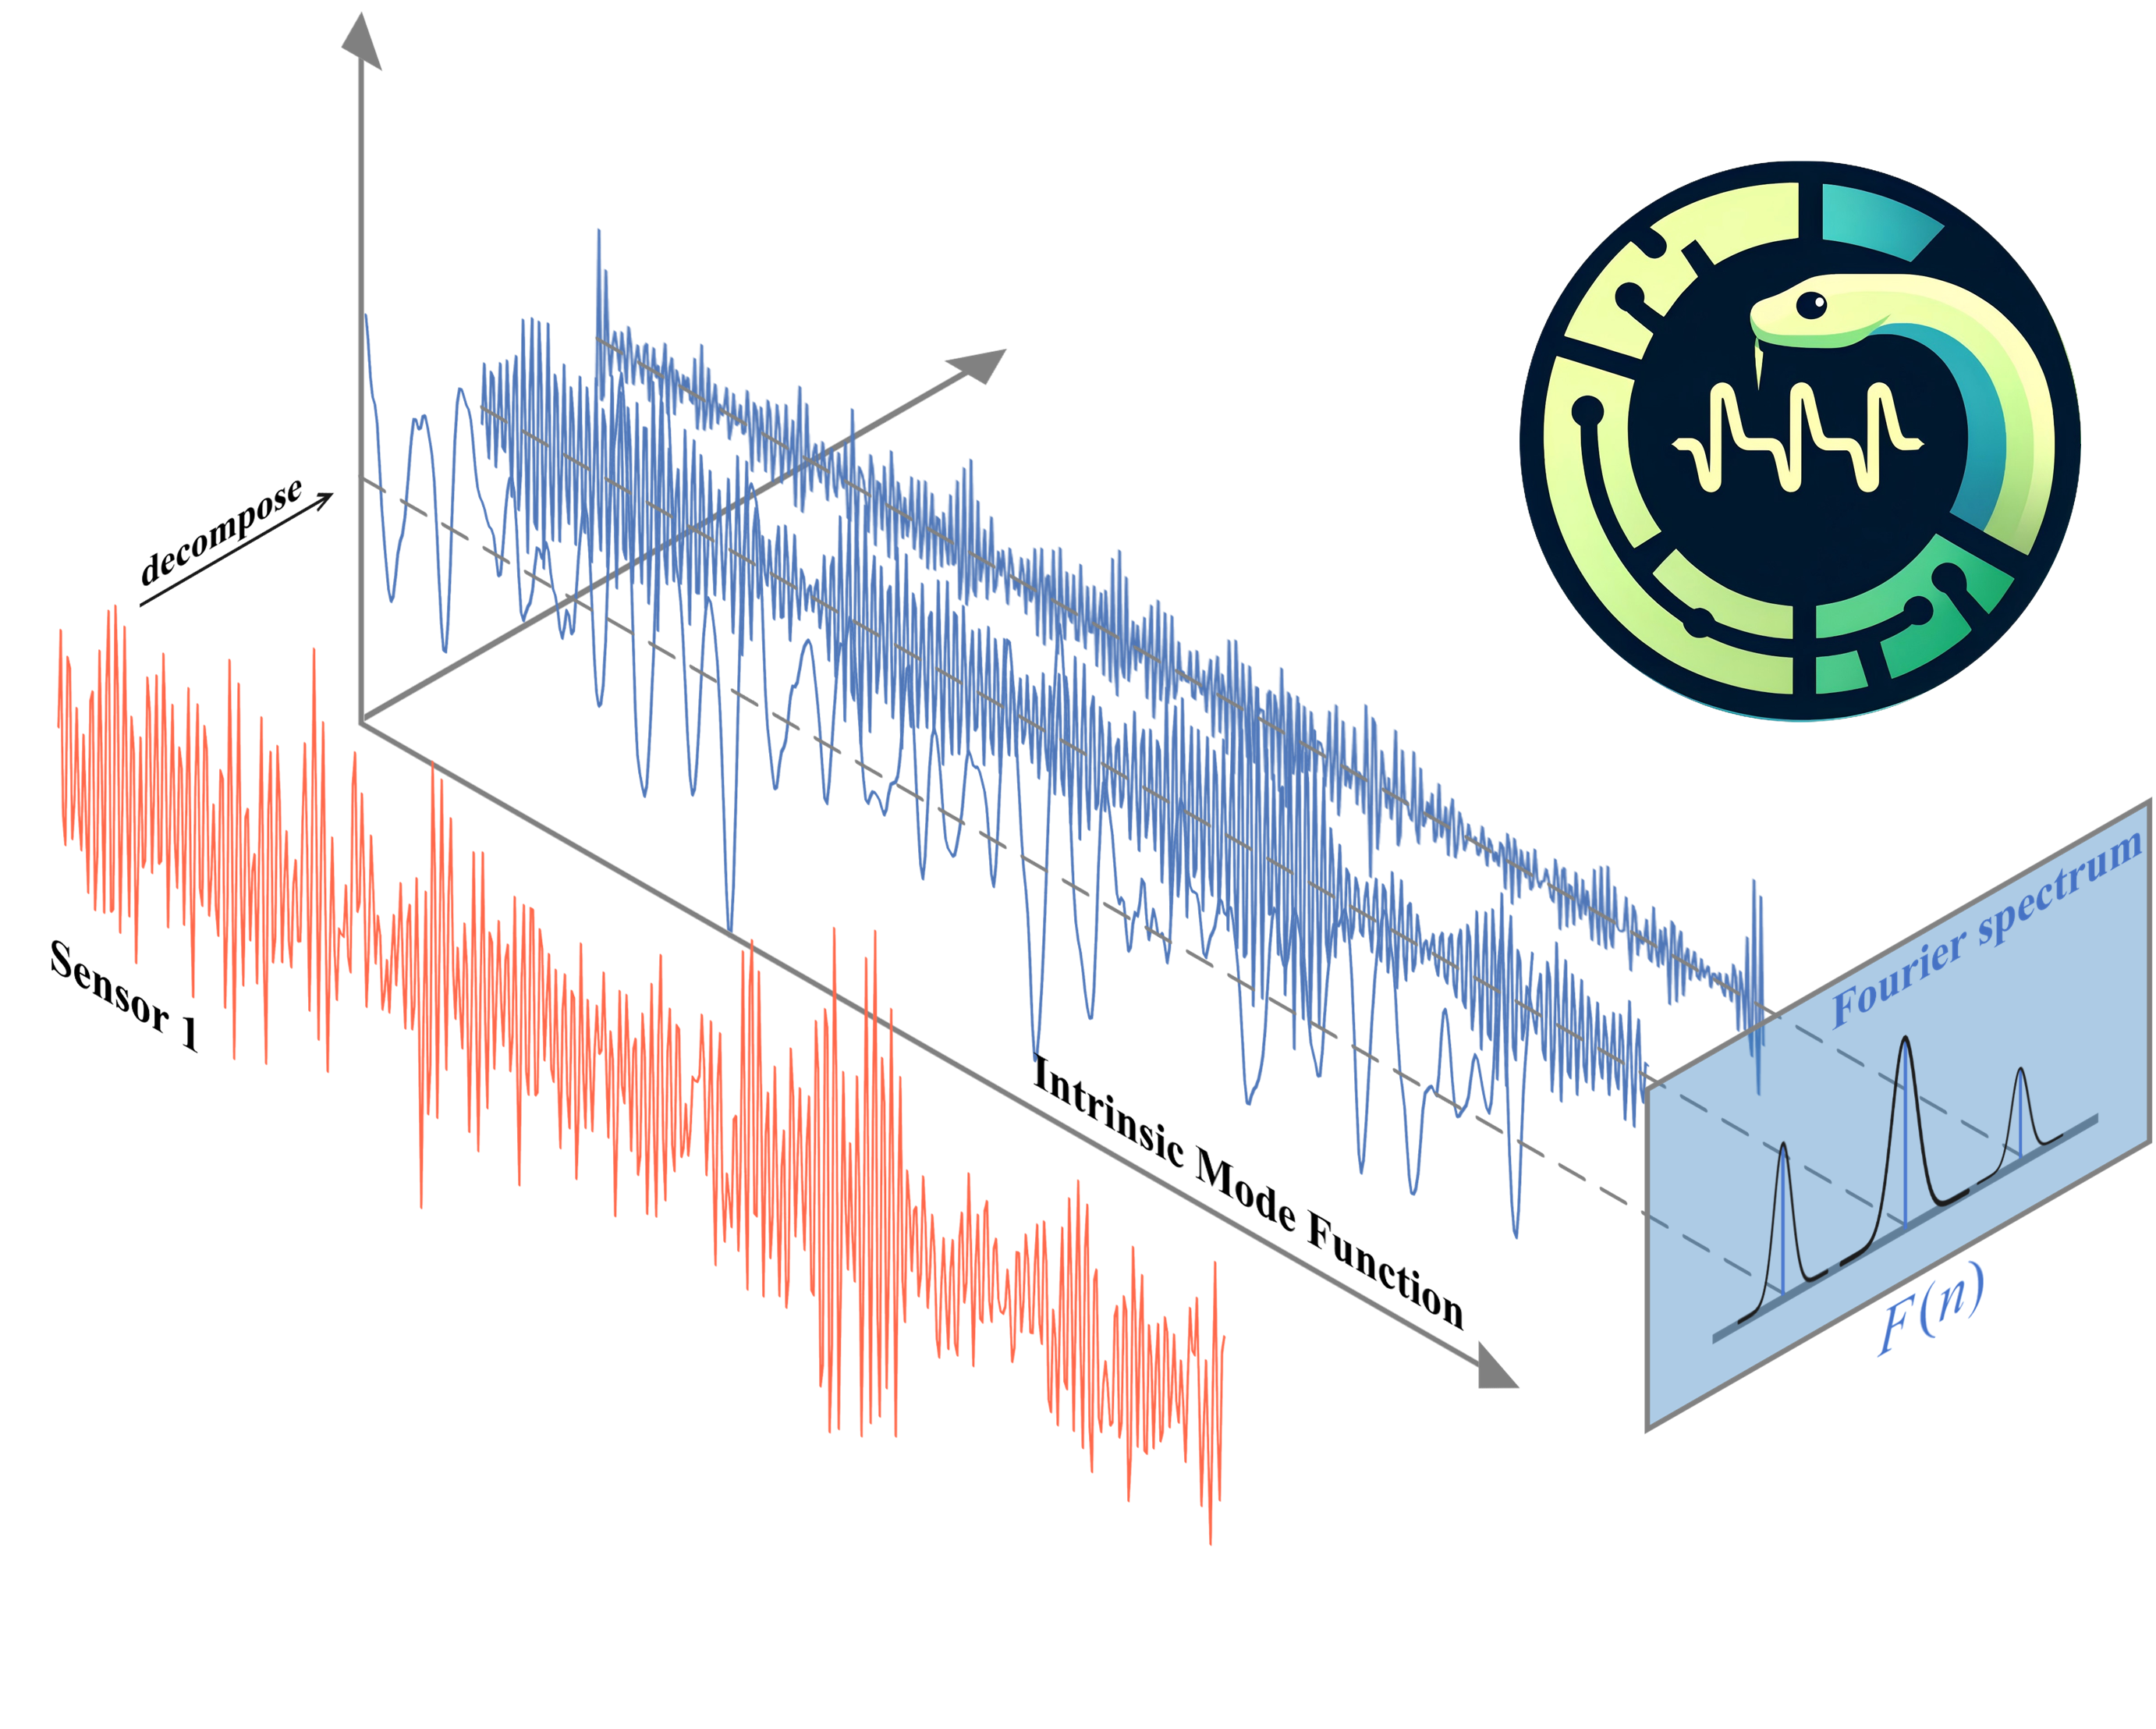 decompose
Sensor 1
Intrinsic Mode Function
Fourier spectrum
F(n)